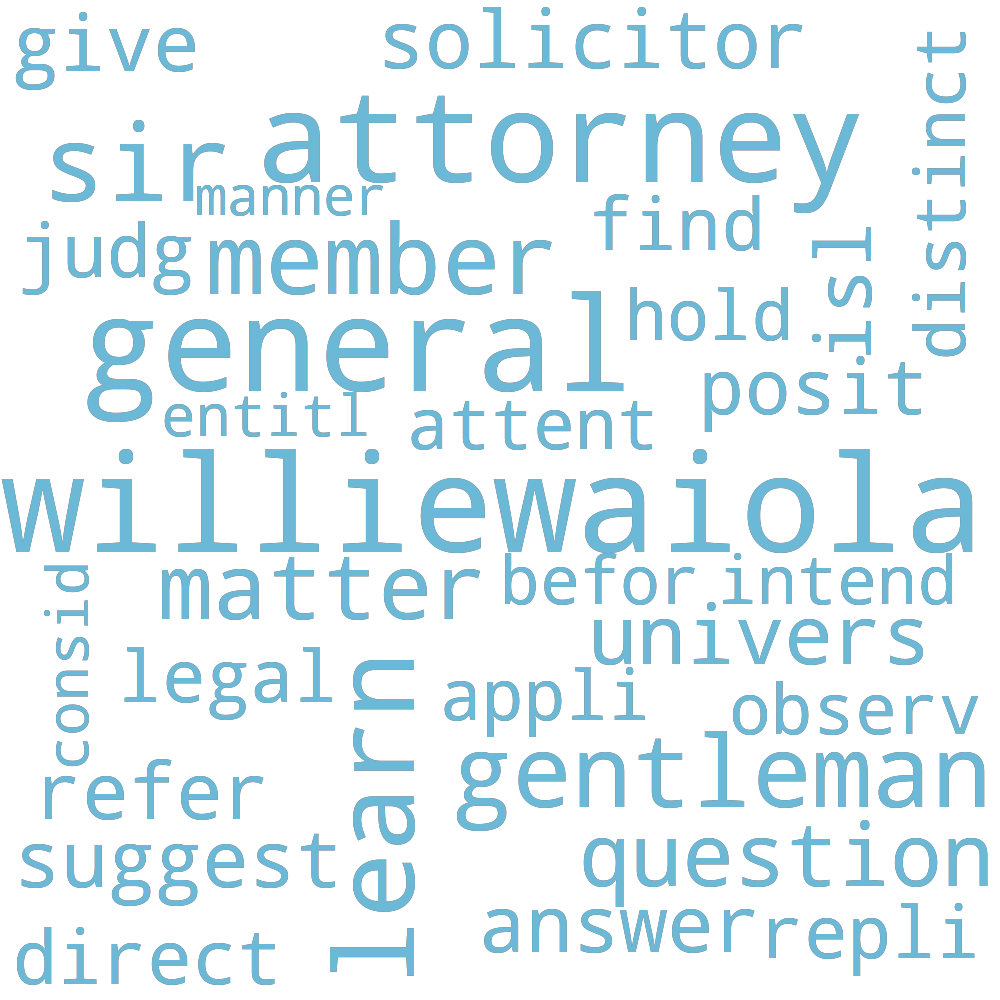 give
solicitor
distinct
attorney
sir
manner
find
judg
member
isl
hold
general
posit
entitl
attent
williewaiola
matter
befor
intend
consid
univers
legal
learn
appli
observ
gentleman
refer
question
suggest
answer
repli
direct